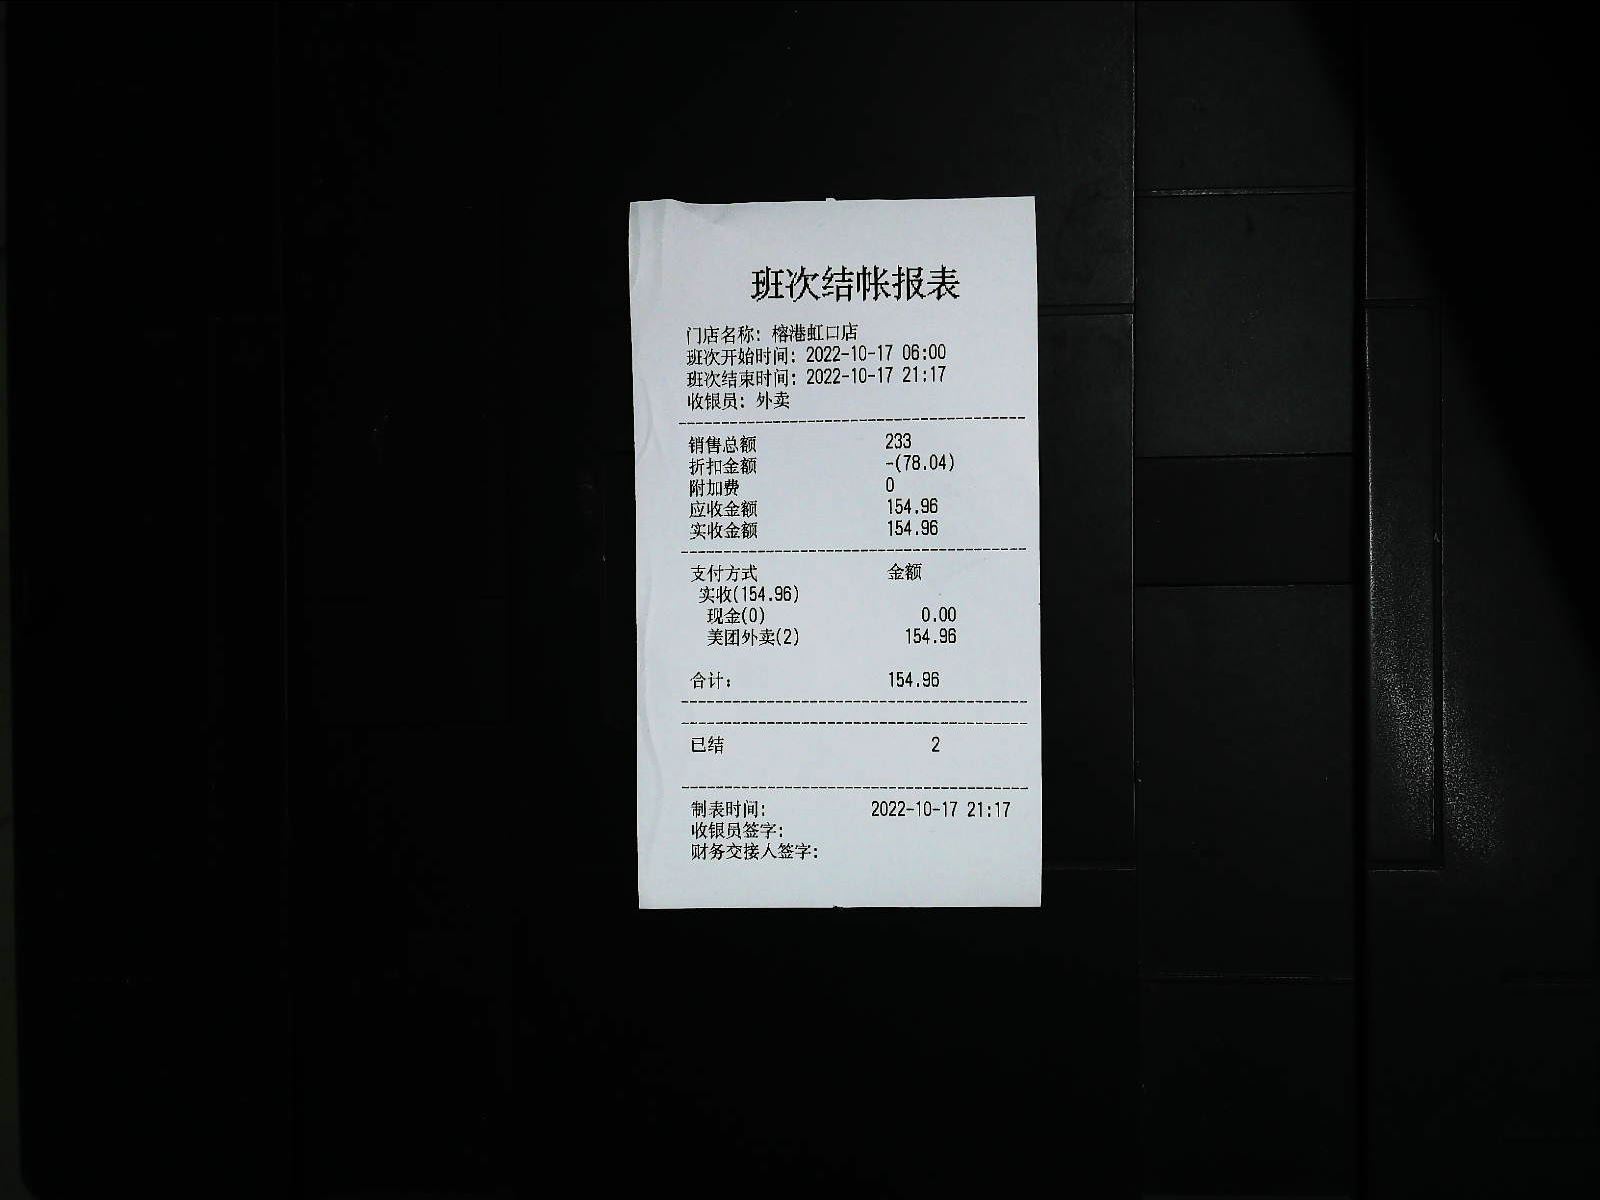 班次结帐报表
门店名称: 榕港虹口店
班次开始时间: 2022-10-17 06:00
班次结束时间: 2022-10-17 21:17
收银员: 外卖
销售总额 233
折扣金额 -(78.04)
附加费 0
应收金额 154.96
实收金额 154.96
支付方式 金额
实收(154.96)
现金(0) 0.00
美团外卖(2) 154.96
合计: 154.96
已结 2
制表时间: 2022-10-17 21:17
收银员签字:
财务交接人签字: